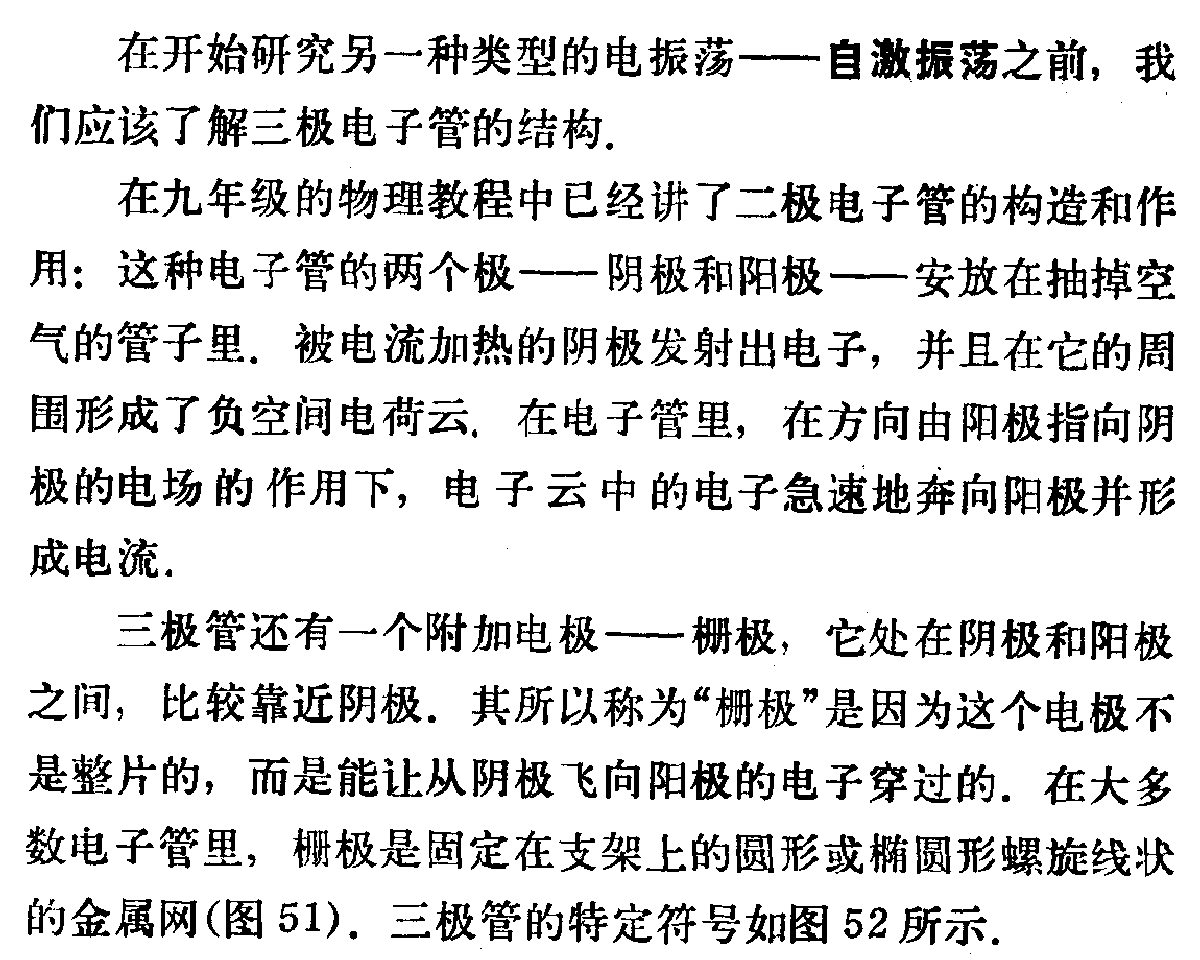 在开始研究另一种类型的电振荡——自激振荡之前，我
们应该了解三极电子管的结构．
在九年级的物理教程中已经讲了二极电子管的构造和作
用：这种电子管的两个极——阴极和阳极——安放在抽掉空
气的管子里．被电流加热的阴极发射出电子，并且在它的周
围形成了负空间电荷云．在电子管里，在方向由阳极指向阴
极的电场的作用下，电子云中的电子急速地奔向阳极并形
成电流．
三极管还有一个附加电极——栅极，它处在阴极和阳极
之间，比较靠近阴极．其所以称为“栅极”是因为这个电极不
是整片的，而是能让从阴极飞向阳极的电子穿过的．在大多
数电子管里，栅极是固定在支架上的圆形或椭圆形螺旋线状
的金属网(图 51)．三极管的特定符号如图 52 所示．